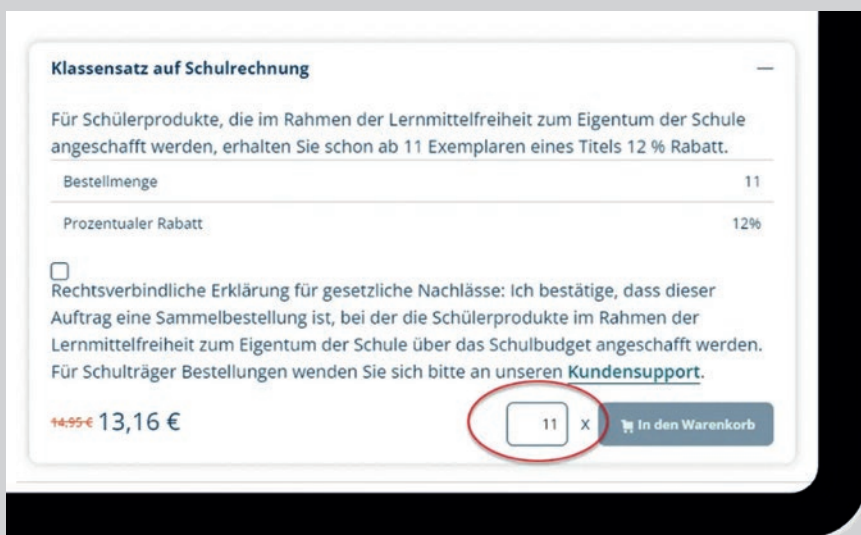 Klassensatz auf Schulrechnung
Für Schülerprodukte, die im Rahmen der Lernmittelfreiheit zum Eigentum der Schule
angeschafft werden, erhalten Sie schon ab 11 Exemplaren eines Titels 12 % Rabatt.
Bestellmenge 11
Prozentualer Rabatt 12%
Rechtsverbindliche Erklärung für gesetzliche Nachlässe: Ich bestätige, dass dieser
Auftrag eine Sammelbestellung ist, bei der die Schülerprodukte im Rahmen der
Lernmittelfreiheit zum Eigentum der Schule über das Schulbudget angeschafft werden.
Für Schulträger Bestellungen wenden Sie sich bitte an unseren Kundensupport.
14,95 € 13,16 € 11 x In den Warenkorb